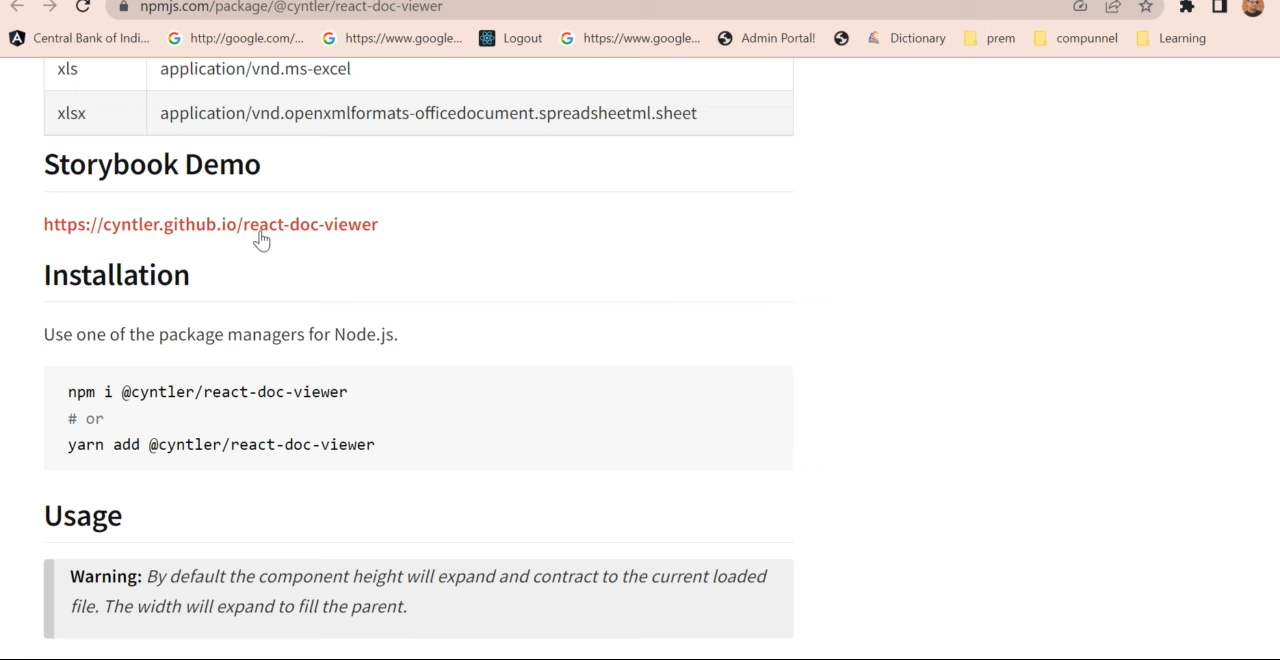 npmjs.com/package/@cyntler/react-doc-viewer
Central Bank of Indi... http://google.com/... https://www.google... Logout https://www.google... Admin Portal! Dictionary prem compunnel Learning
xls application/vnd.ms-excel
xlsx application/vnd.openxmlformats-officedocument.spreadsheetml.sheet
Storybook Demo
https://cyntler.github.io/react-doc-viewer
Installation
Use one of the package managers for Node.js.
npm i @cyntler/react-doc-viewer
# or
yarn add @cyntler/react-doc-viewer
Usage
Warning: By default the component height will expand and contract to the current loaded
file. The width will expand to fill the parent.